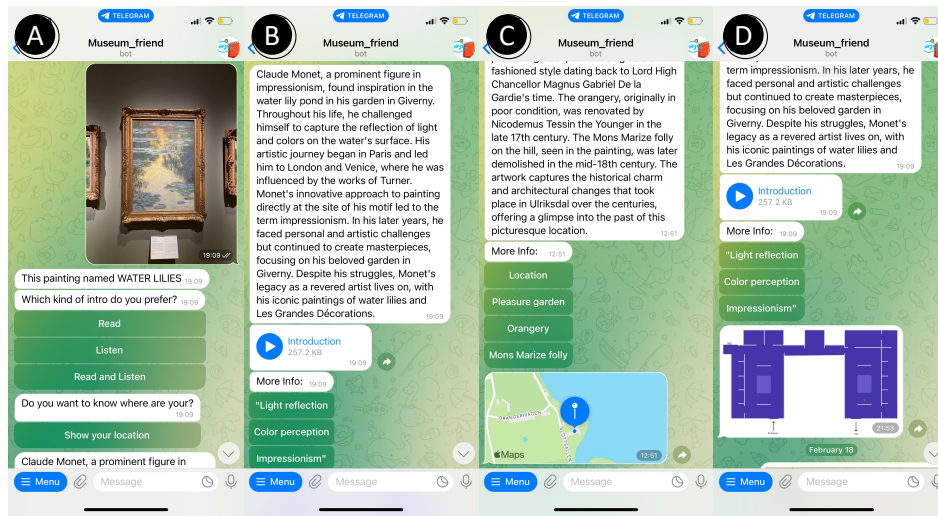 TELEGRAM
A
Museum_friend
bot
19:09
This painting named WATER LILIES 19:09
Which kind of intro do you prefer? 19:09
Read
Listen
Read and Listen
Do you want to know where are your?
19:09
Show your location
Claude Monet, a prominent figure in
Menu
Message
TELEGRAM
B
Museum_friend
bot
Claude Monet, a prominent figure in
impressionism, found inspiration in the
water lily pond in his garden in Giverny.
Throughout his life, he challenged
himself to capture the reflection of light
and colors on the water's surface. His
artistic journey began in Paris and led
him to London and Venice, where he was
influenced by the works of Turner.
Monet's innovative approach to painting
directly at the site of his motif led to the
term impressionism. In his later years, he
faced personal and artistic challenges
but continued to create masterpieces,
focusing on his beloved garden in
Giverny. Despite his struggles, Monet's
legacy as a revered artist lives on, with
his iconic paintings of water lilies and
Les Grandes Décorations. 19:09
Introduction
257.2 KB
19:09
More Info: 19:09
"Light reflection
Color perception
Impressionism"
Menu
Message
TELEGRAM
C
Museum_friend
bot
fashioned style dating back to Lord High
Chancellor Magnus Gabriel De la
Gardie's time. The orangery, originally in
poor condition, was renovated by
Nicodemus Tessin the Younger in the
late 17th century. The Mons Marize folly
on the hill, seen in the painting, was later
demolished in the mid-18th century. The
artwork captures the historical charm
and architectural changes that took
place in Ulriksdal over the centuries,
offering a glimpse into the past of this
picturesque location. 12:51
More Info: 12:51
Location
Pleasure garden
Orangery
Mons Marize folly
Maps
12:51
Menu
Message
TELEGRAM
D
Museum_friend
bot
term impressionism. In his later years, he
faced personal and artistic challenges
but continued to create masterpieces,
focusing on his beloved garden in
Giverny. Despite his struggles, Monet's
legacy as a revered artist lives on, with
his iconic paintings of water lilies and
Les Grandes Décorations. 19:09
Introduction
257.2 KB
19:09
More Info: 19:09
"Light reflection
Color perception
Impressionism"
21:53
February 18
Menu
Message